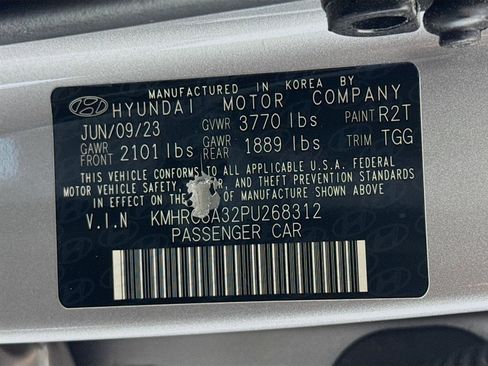 MANUFACTURED IN KOREA BY
HYUNDAI MOTOR COMPANY
JUN/09/23 GVWR 3770 lbs PAINT R2T
GAWR FRONT 2101 lbs GAWR REAR 1889 lbs TRIM TGG
THIS VEHICLE CONFORMS TO ALL APPLICABLE U.S.A. FEDERAL
MOTOR VEHICLE SAFETY, AND THEFT PREVENTION STANDARDS
IN EFFECT ON THE DATE OF MANUFACTURE SHOWN ABOVE
V.I.N
PASSENGER CAR